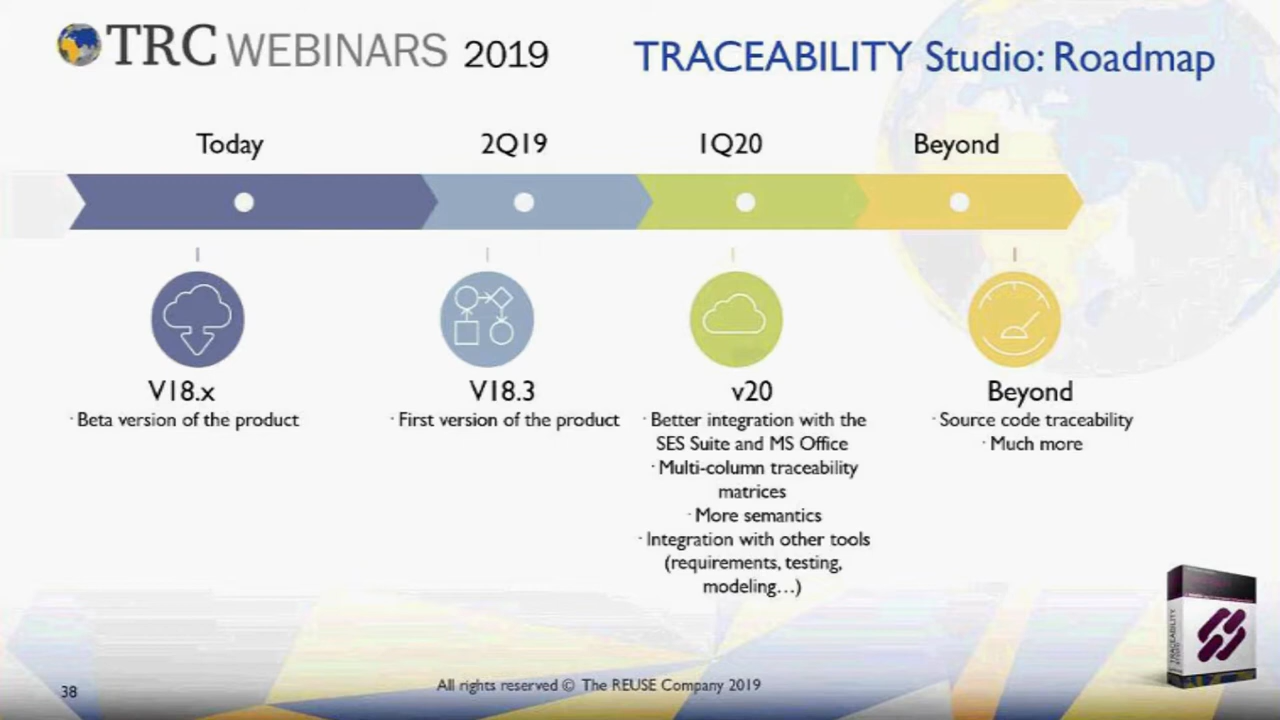 TRC WEBINARS 2019
TRACEABILITY Studio: Roadmap
Today
2Q19
1Q20
Beyond
V18.x
· Beta version of the product
V18.3
· First version of the product
v20
· Better integration with the
SES Suite and MS Office
· Multi-column traceability
matrices
· More semantics
· Integration with other tools
(requirements, testing,
modeling…)
Beyond
· Source code traceability
· Much more
TRACEABILITY
38
All rights reserved © The REUSE Company 2019